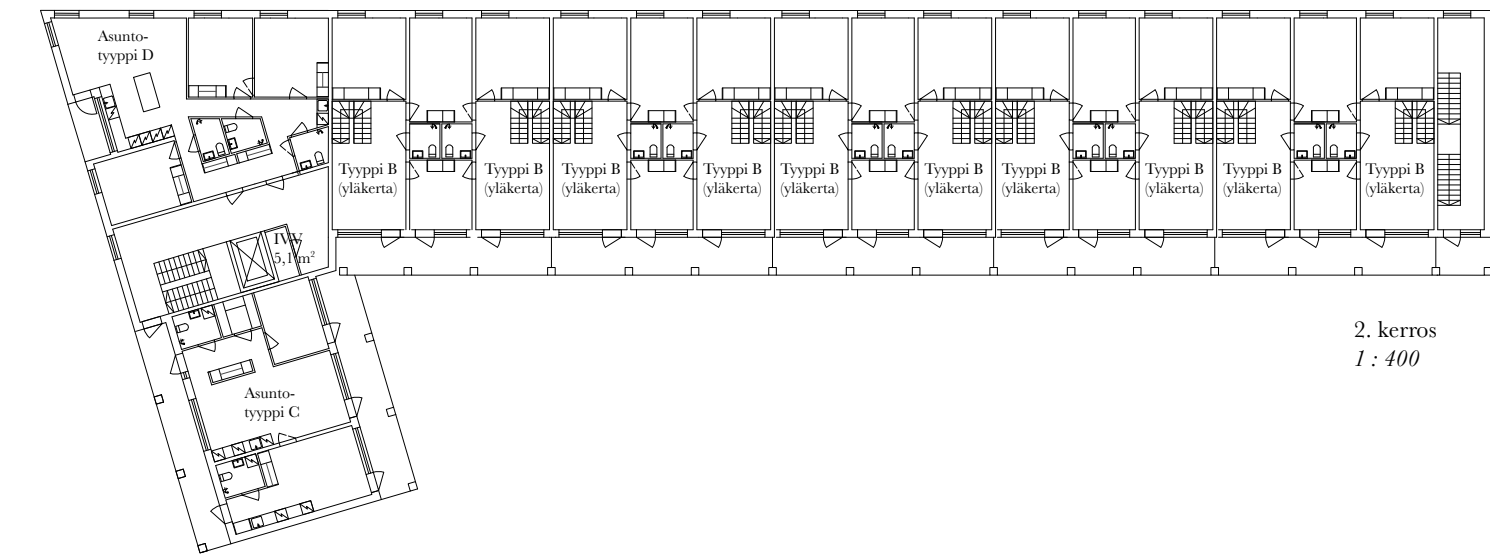 Asunto-
tyyppi D
Tyyppi B
(yläkerta)
Tyyppi B
(yläkerta)
Tyyppi B
(yläkerta)
Tyyppi B
(yläkerta)
Tyyppi B
(yläkerta)
Tyyppi B
(yläkerta)
Tyyppi B
(yläkerta)
Tyyppi B
(yläkerta)
Tyyppi B
(yläkerta)
Tyyppi B
(yläkerta)
IVV
5,1 m²
2. kerros
1 : 400
Asunto-
tyyppi C